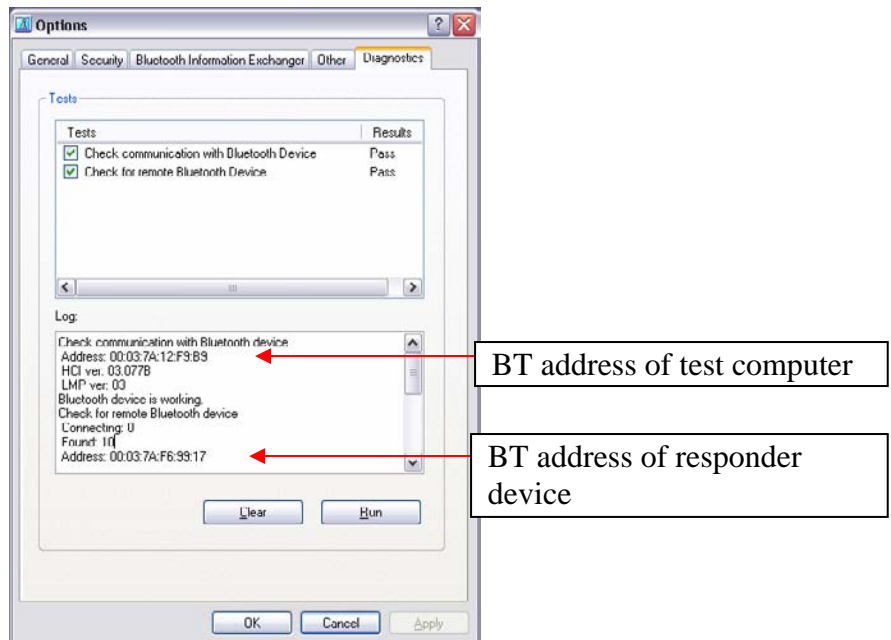 Options
General Security Bluetooth Information Exchanger Other Diagnostics
Tests
Tests Results
Check communication with Bluetooth Device Pass
Check for remote Bluetooth Device Pass
Log:
Check communication with Bluetooth device
Address: 00:03:7A:12:F9:B9
HCI ver. 03.077B
LMP ver: 03
Bluetooth device is working.
Check for remote Bluetooth device
Connecting: 0
Found: 10
Address: 00:03:7A:F6:99:17
BT address of test computer
BT address of responder
device
Clear Run
OK Cancel Apply